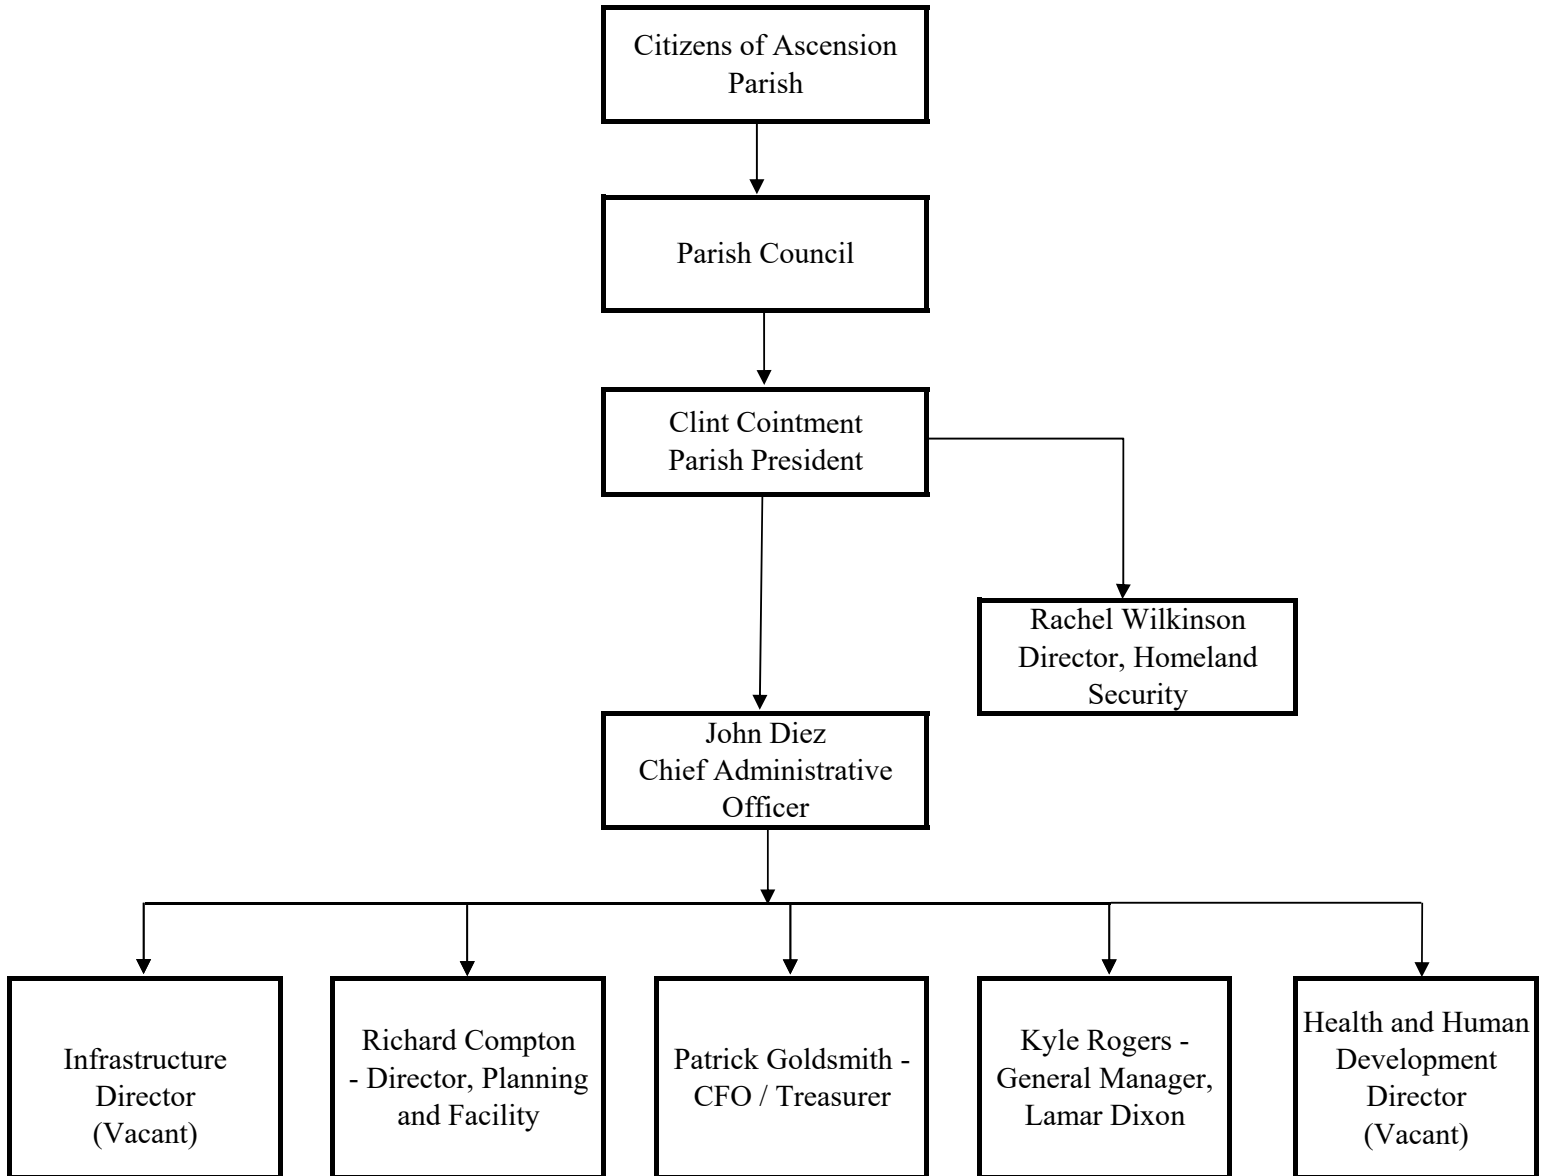 Citizens of Ascension
Parish
Parish Council
Clint Cointment
Parish President
Rachel Wilkinson
Director, Homeland
Security
John Diez
Chief Administrative
Officer
Infrastructure
Director
(Vacant)
Richard Compton
- Director, Planning
and Facility
Patrick Goldsmith -
CFO / Treasurer
Kyle Rogers -
General Manager,
Lamar Dixon
Health and Human
Development
Director
(Vacant)